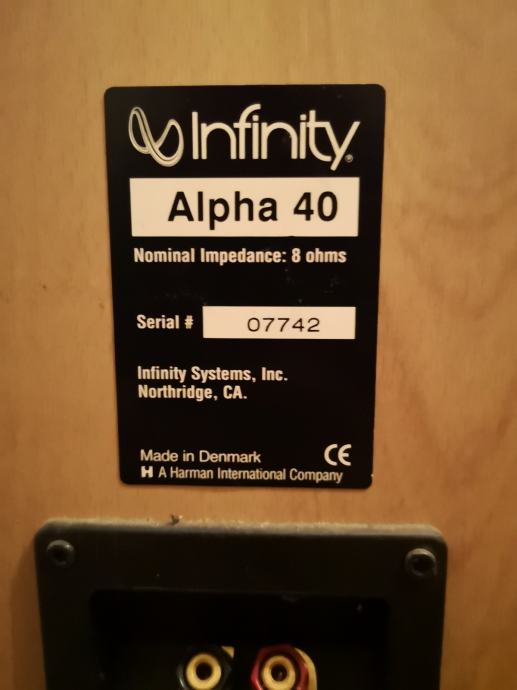 Infinity®
Alpha 40
Nominal Impedance: 8 ohms
Serial # 07742
Infinity Systems, Inc.
Northridge, CA.
Made in Denmark CE
H A Harman International Company